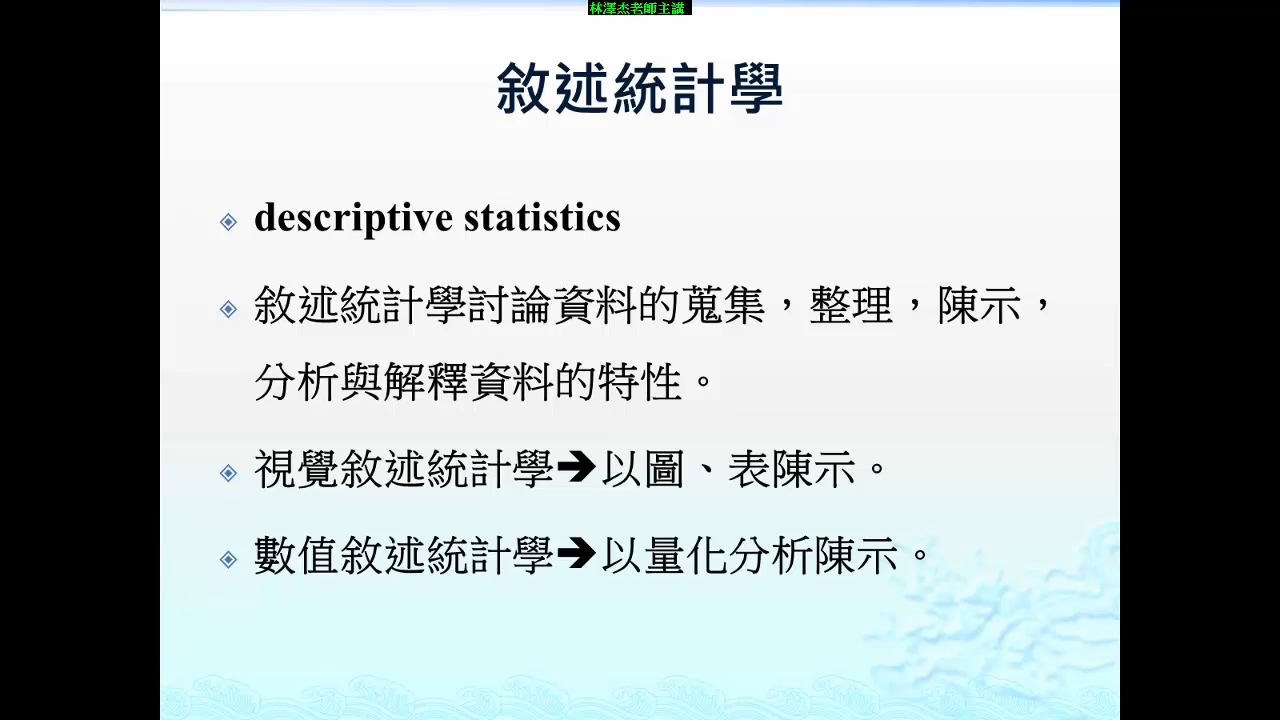 林澤杰老師主講
敘述統計學
descriptive statistics
敘述統計學討論資料的蒐集，整理，陳示，
分析與解釋資料的特性。
視覺敘述統計學➔以圖、表陳示。
數值敘述統計學➔以量化分析陳示。